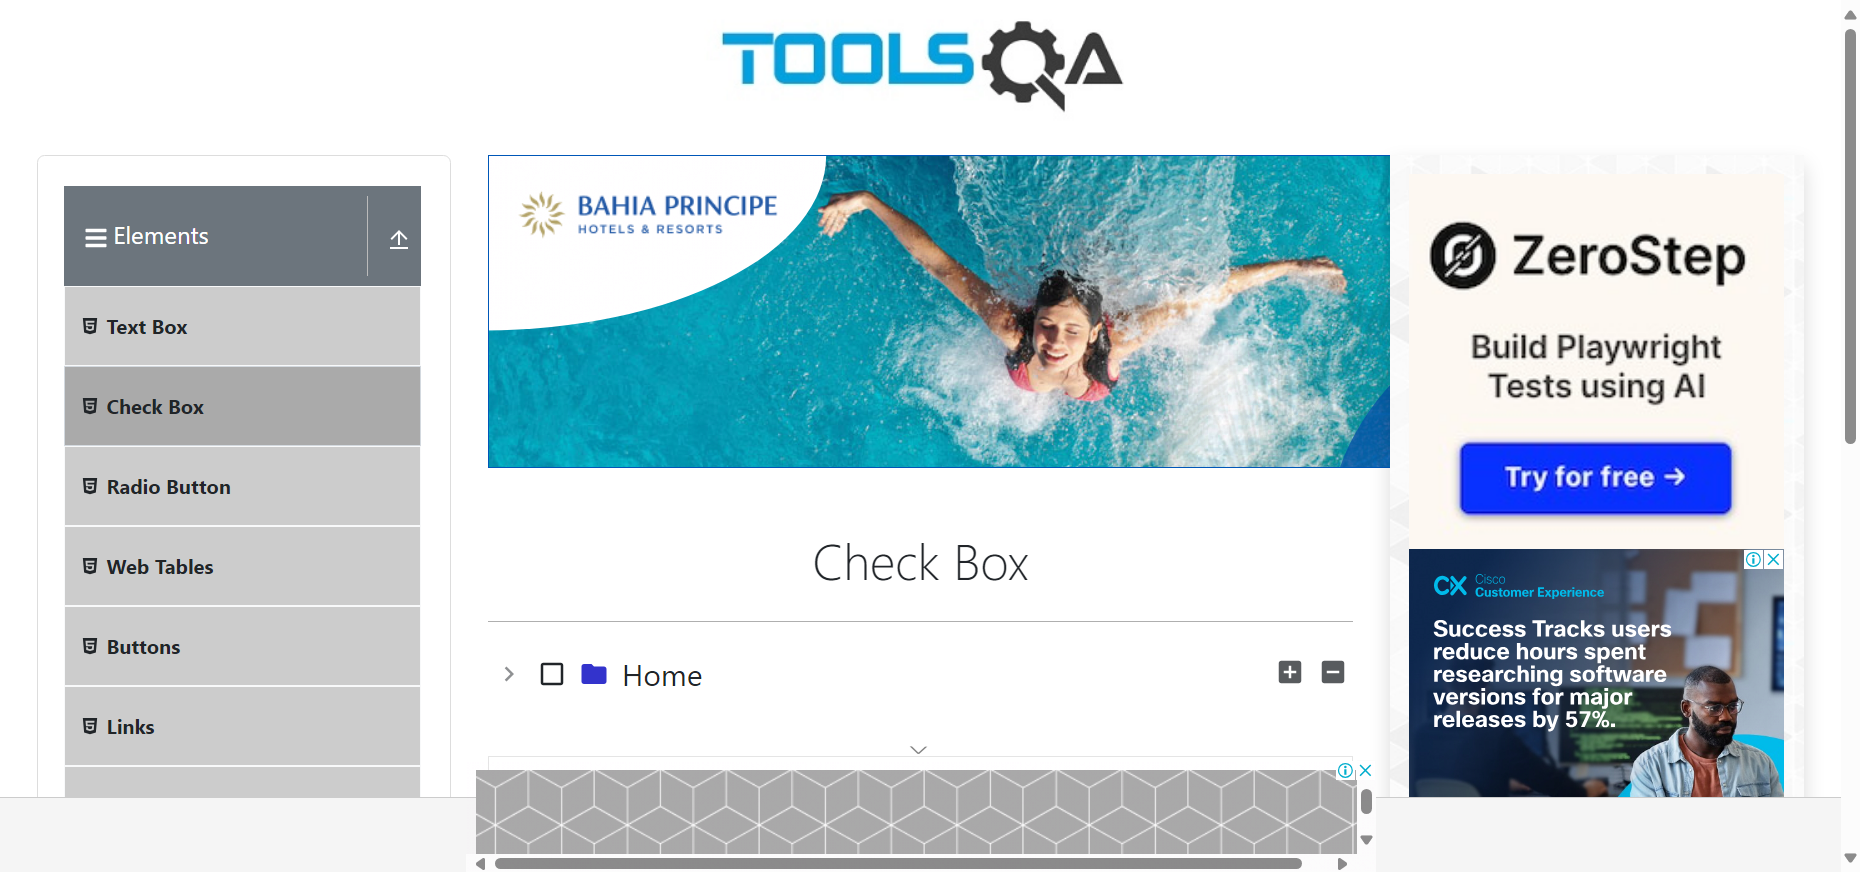 TOOLSQA
Elements
Text Box
Check Box
Radio Button
Web Tables
Buttons
Links
BAHIA PRINCIPE
HOTELS & RESORTS
Check Box
Home
ZeroStep
Build Playwright
Tests using AI
Try for free →
CX Cisco
Customer Experience
Success Tracks users
reduce hours spent
researching software
versions for major
releases by 57%.